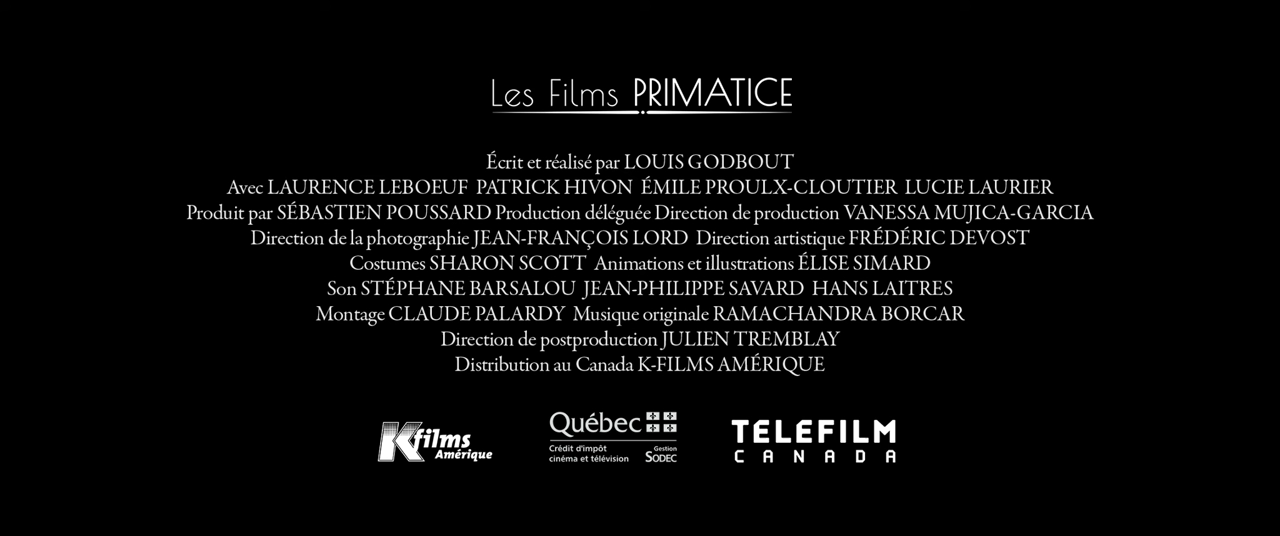 Les Films PRIMATICE
Écrit et réalisé par LOUIS GODBOUT
Avec LAURENCE LEBOEUF PATRICK HIVON ÉMILE PROULX-CLOUTIER LUCIE LAURIER
Produit par SÉBASTIEN POUSSARD Production déléguée Direction de production VANESSA MUJICA-GARCIA
Direction de la photographie JEAN-FRANÇOIS LORD Direction artistique FRÉDÉRIC DEVOST
Costumes SHARON SCOTT Animations et illustrations ÉLISE SIMARD
Son STÉPHANE BARSALOU JEAN-PHILIPPE SAVARD HANS LAITRES
Montage CLAUDE PALARDY Musique originale RAMACHANDRA BORCAR
Direction de postproduction JULIEN TREMBLAY
Distribution au Canada K-FILMS AMÉRIQUE
Kfilms
Amérique
Québec
Crédit d'impôt
cinéma et télévision
Gestion
SODEC
TELEFILM
CANADA